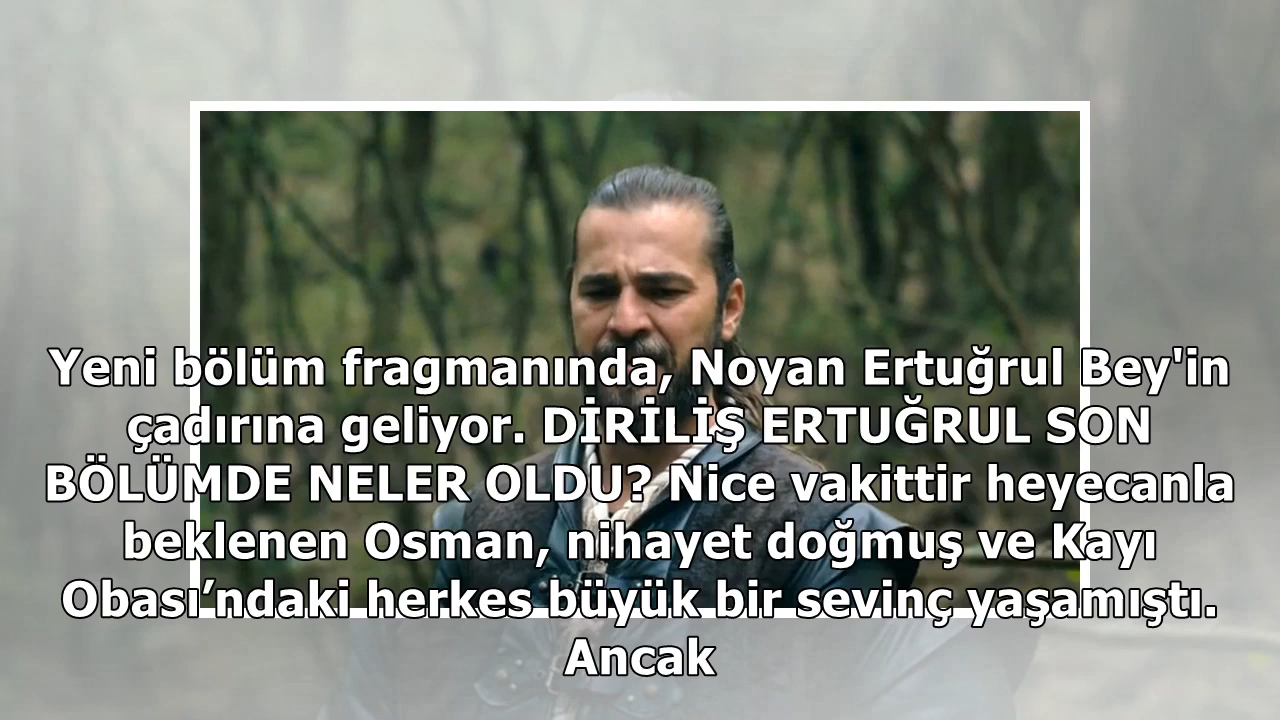 Yeni bölüm fragmanında, Noyan Ertuğrul Bey'in
çadırına geliyor. DİRİLİŞ ERTUĞRUL SON
BÖLÜMDE NELER OLDU? Nice vakittir heyecanla
beklenen Osman, nihayet doğmuş ve Kayı
Obası’ndaki herkes büyük bir sevinç yaşamıştı.
Ancak